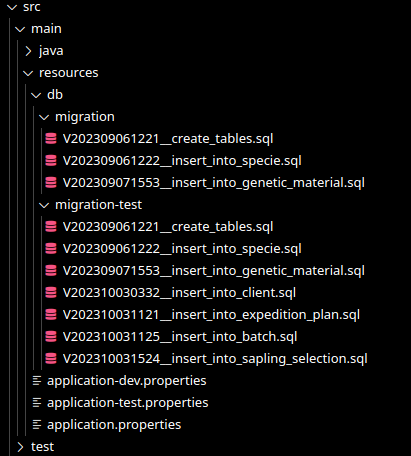 src
main
java
resources
db
migration
V202309061221__create_tables.sql
V202309061222__insert_into_specie.sql
V202309071553__insert_into_genetic_material.sql
migration-test
V202309061221__create_tables.sql
V202309061222__insert_into_specie.sql
V202309071553__insert_into_genetic_material.sql
V202310030332__insert_into_client.sql
V202310031121__insert_into_expedition_plan.sql
V202310031125__insert_into_batch.sql
V202310031524__insert_into_sapling_selection.sql
application-dev.properties
application-test.properties
application.properties
test